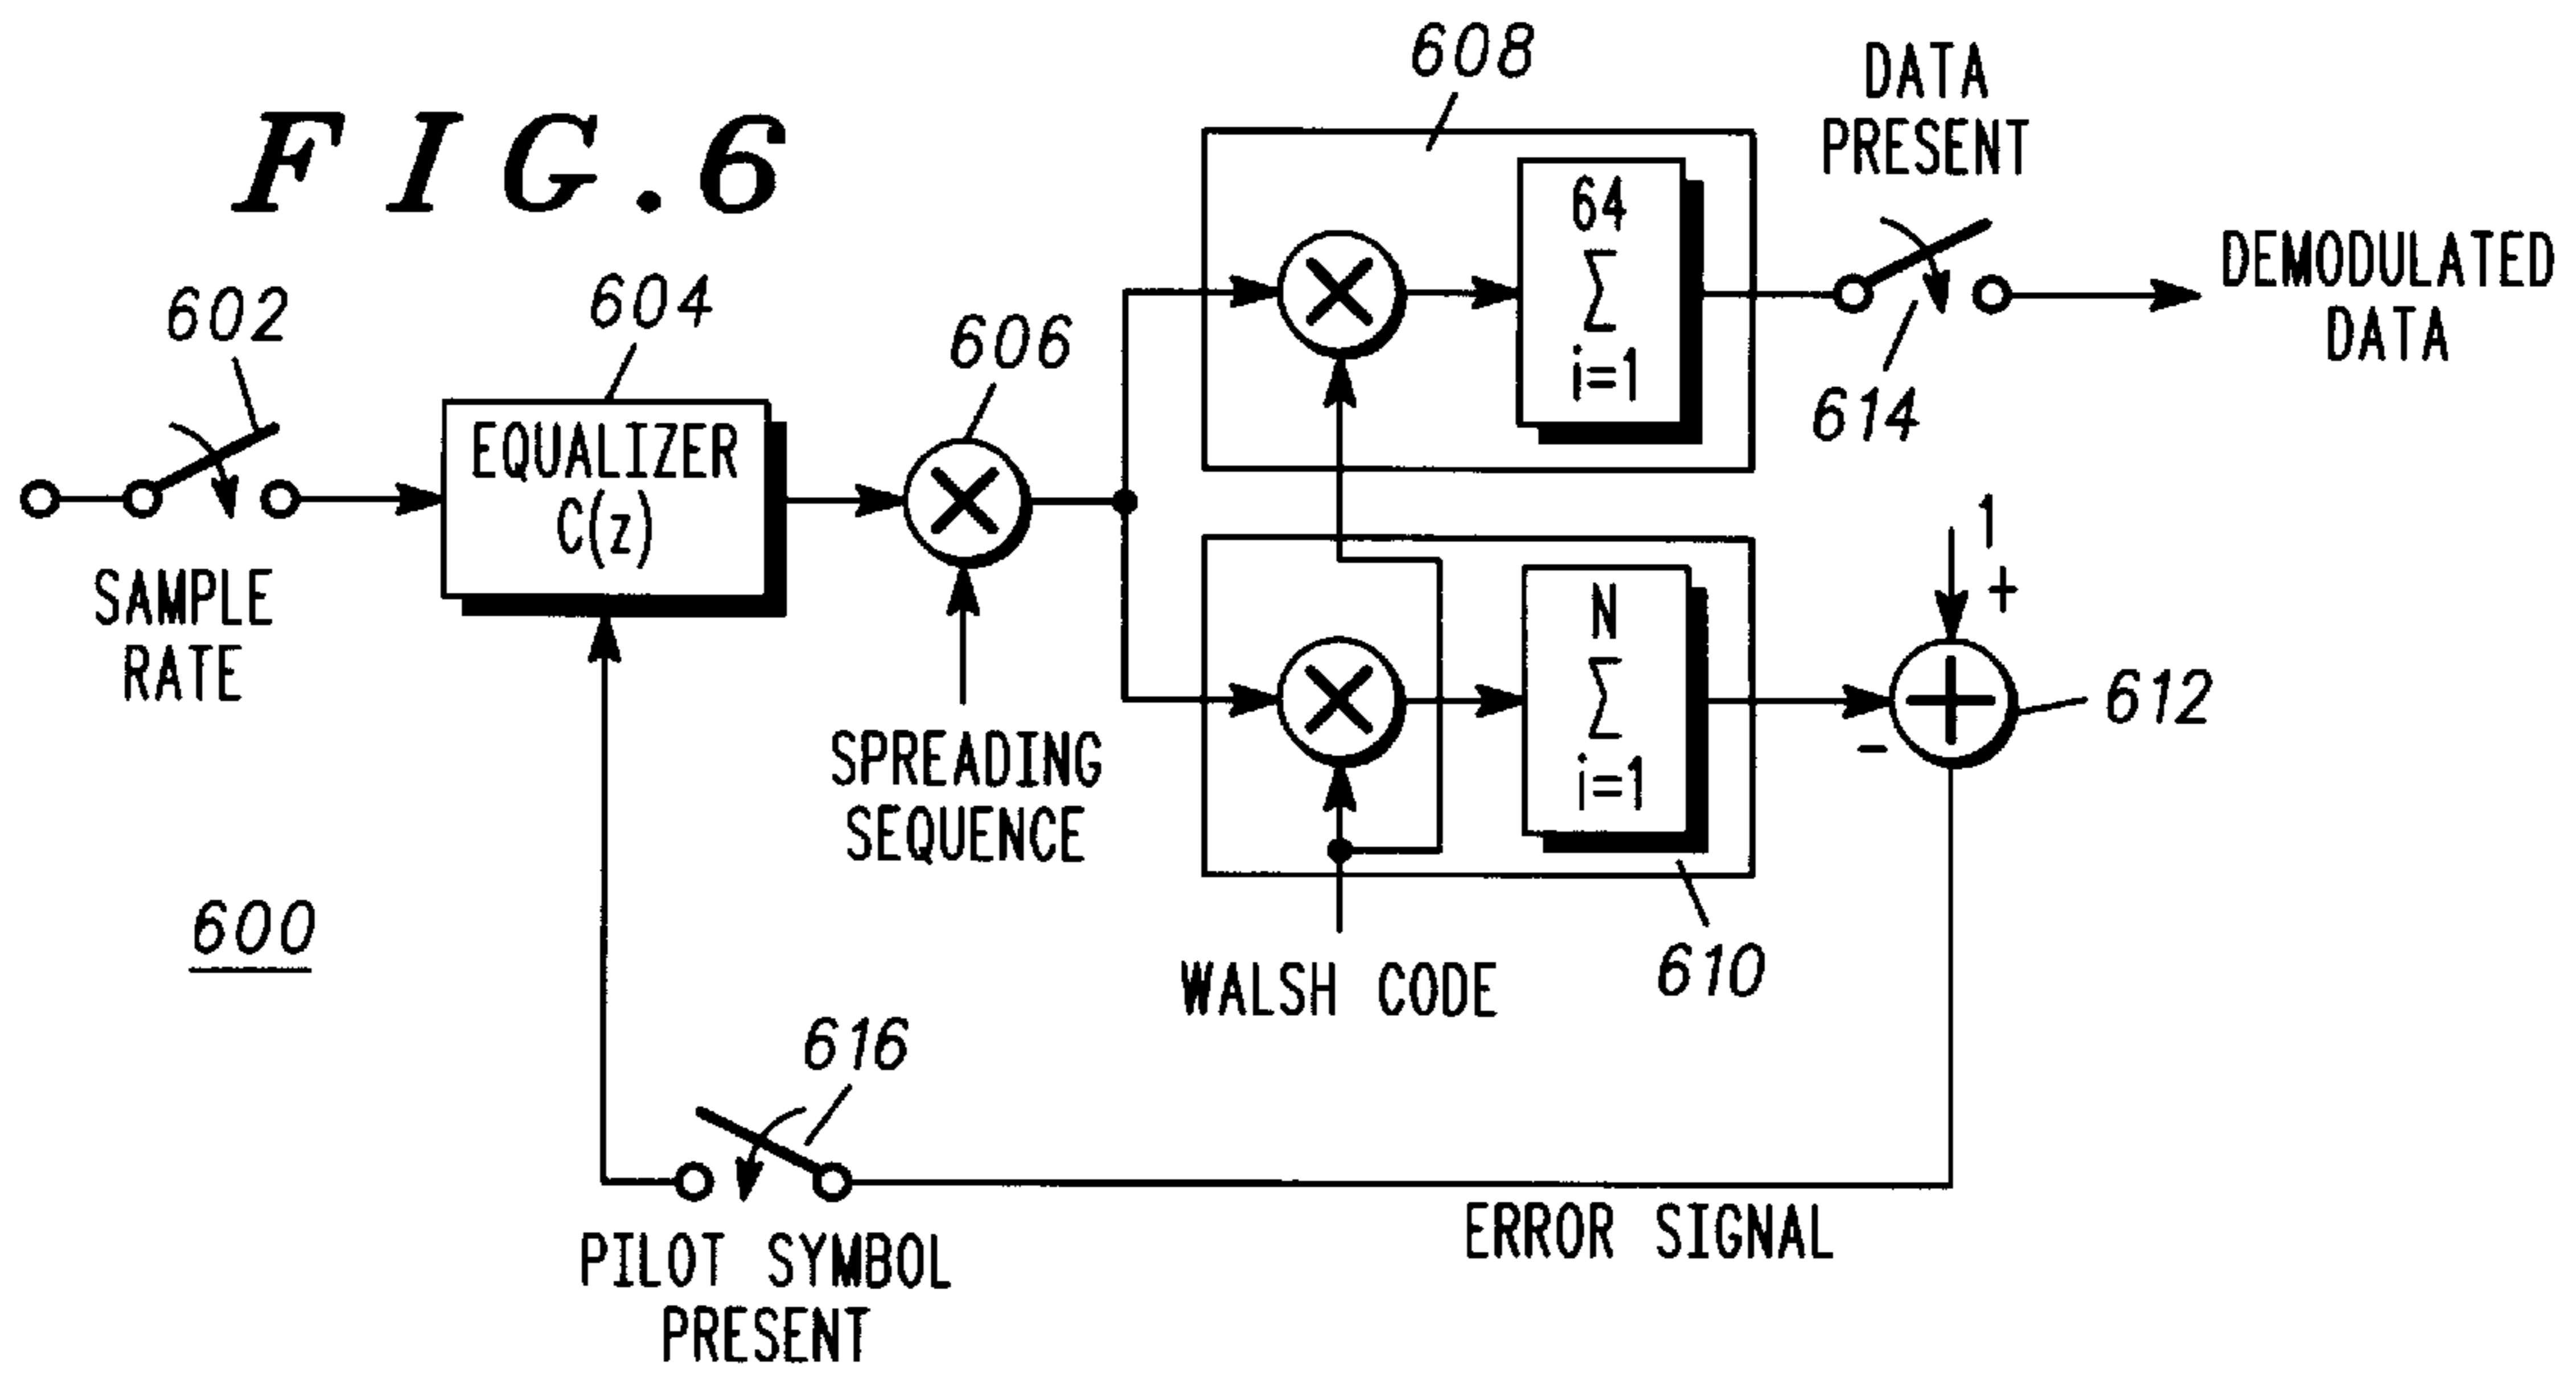 FIG.6
602
SAMPLE
RATE
604
EQUALIZER
C(z)
606
SPREADING
SEQUENCE
608
64
Σ
i=1
DATA
PRESENT
614
DEMODULATED
DATA
N
Σ
i=1
610
WALSH CODE
1
+
-
612
600
616
PILOT SYMBOL
PRESENT
ERROR SIGNAL